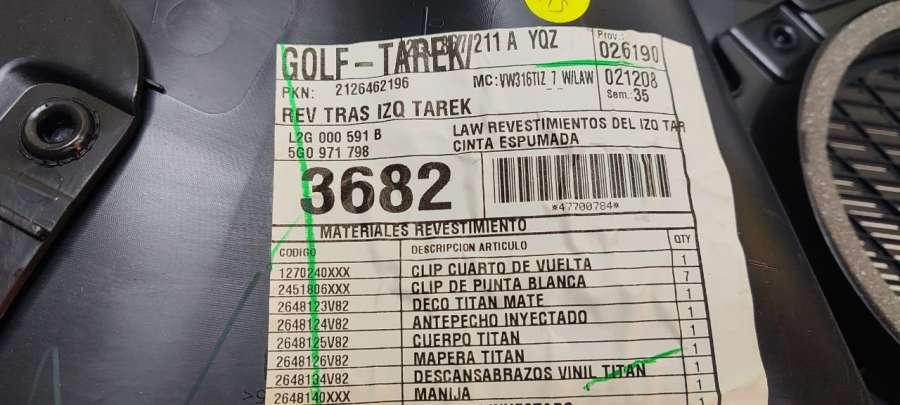 GOLF-TAREK/ 211 A YQZ
Prov.:
026190
PKN: 2126462196
MC: VW316TIZ 7 W/LAW
021208
Sem.: 35
REV TRAS IZQ TAREK
L2G 000 591 B
5G0 971 798
LAW REVESTIMIENTOS DEL IZQ TAR
CINTA ESPUMADA
3682
*47700784*
MATERIALES REVESTIMIENTO
CODIGO DESCRIPCION ARTICULO QTY
1270240XXX CLIP CUARTO DE VUELTA 1
2451806XXX CLIP DE PUNTA BLANCA 7
2648123V82 DECO TITAN MATE 1
2648124V82 ANTEPECHO INYECTADO 1
2648125V82 CUERPO TITAN 1
2648126V82 MAPERA TITAN 1
2648134V82 DESCANSABRAZOS VINIL TITAN 1
2648140XXX MANIJA 1